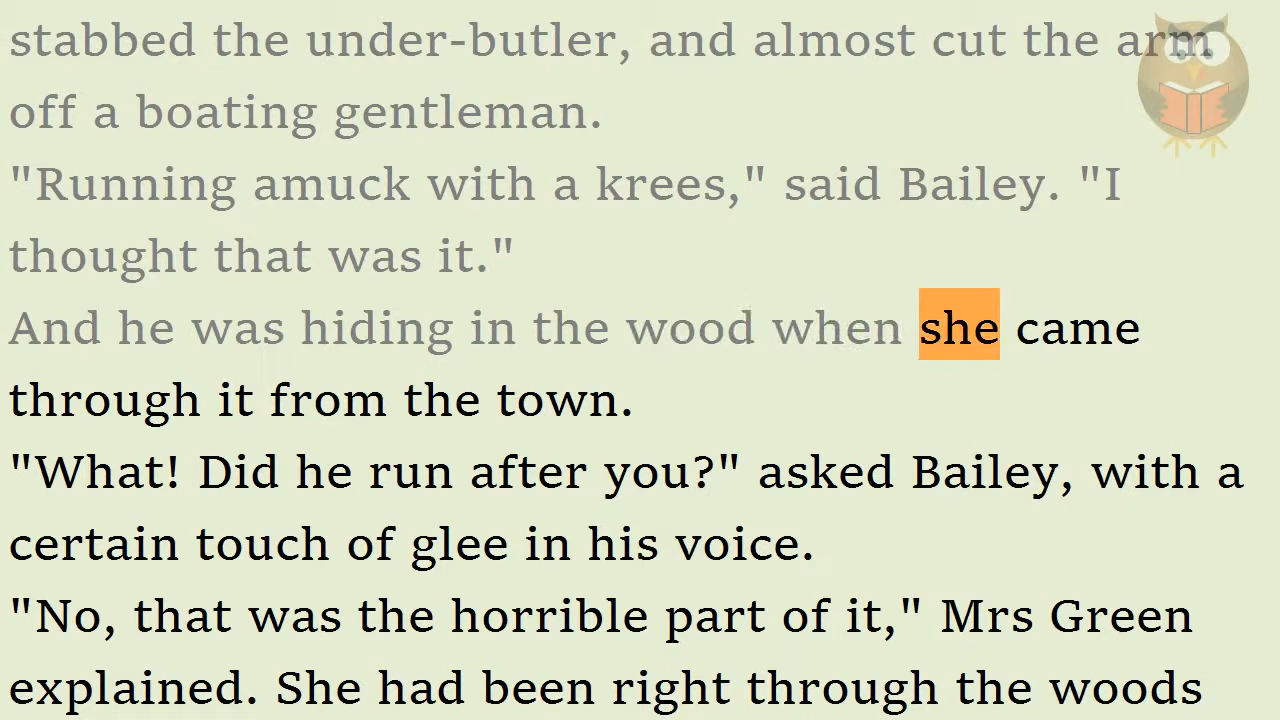 stabbed the under-butler, and almost cut the arm
off a boating gentleman.
"Running amuck with a krees," said Bailey. "I
thought that was it."
And he was hiding in the wood when she came
through it from the town.
"What! Did he run after you?" asked Bailey, with a
certain touch of glee in his voice.
"No, that was the horrible part of it," Mrs Green
explained. She had been right through the woods